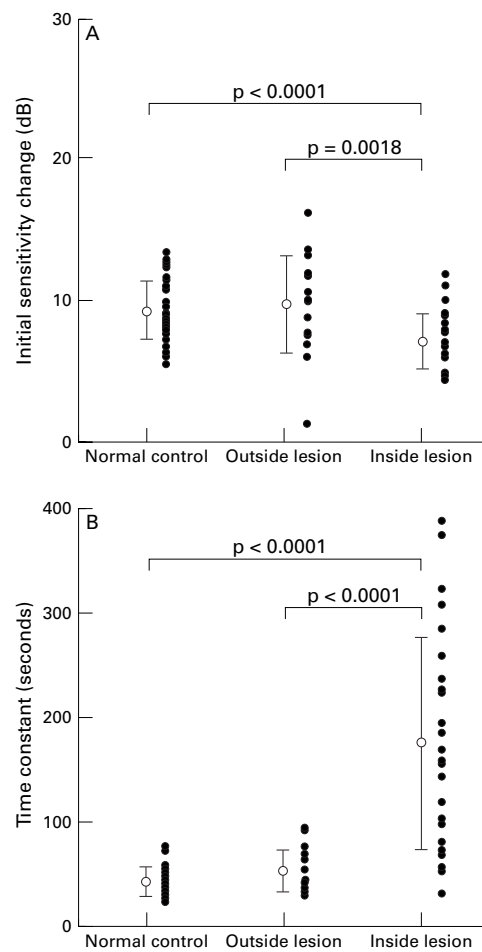 A
30
20
10
0
Initial sensitivity change (dB)
p < 0.0001
p = 0.0018
Normal control Outside lesion Inside lesion
B
400
300
200
100
0
Time constant (seconds)
p < 0.0001
p < 0.0001
Normal control Outside lesion Inside lesion